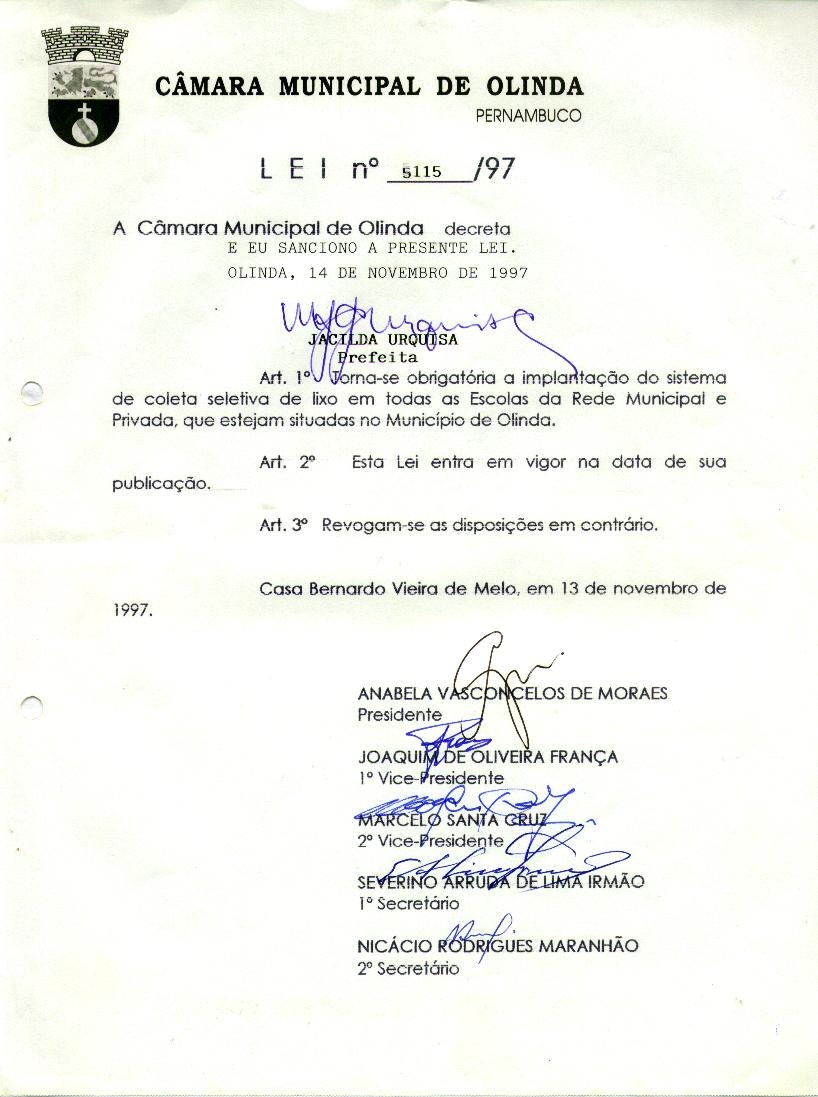 CÂMARA MUNICIPAL DE OLINDA
PERNAMBUCO
LEI nº 5115 /97
A Câmara Municipal de Olinda decreta
E EU SANCIONO A PRESENTE LEI.
OLINDA, 14 DE NOVEMBRO DE 1997
JACILDA URQUISA
Prefeita
Art. 1º Torna-se obrigatória a implantação do sistema
de coleta seletiva de lixo em todas as Escolas da Rede Municipal e
Privada, que estejam situadas no Município de Olinda.
Art. 2º Esta Lei entra em vigor na data de sua
publicação.
Art. 3º Revogam-se as disposições em contrário.
Casa Bernardo Vieira de Melo, em 13 de novembro de
1997.
ANABELA VASCONCELOS DE MORAES
Presidente
JOAQUIM DE OLIVEIRA FRANÇA
1º Vice-Presidente
MARCELO SANTA CRUZ
2º Vice-Presidente
SEVERINO ARRUDA DE LIMA IRMÃO
1º Secretário
NICÁCIO RODRIGUES MARANHÃO
2º Secretário